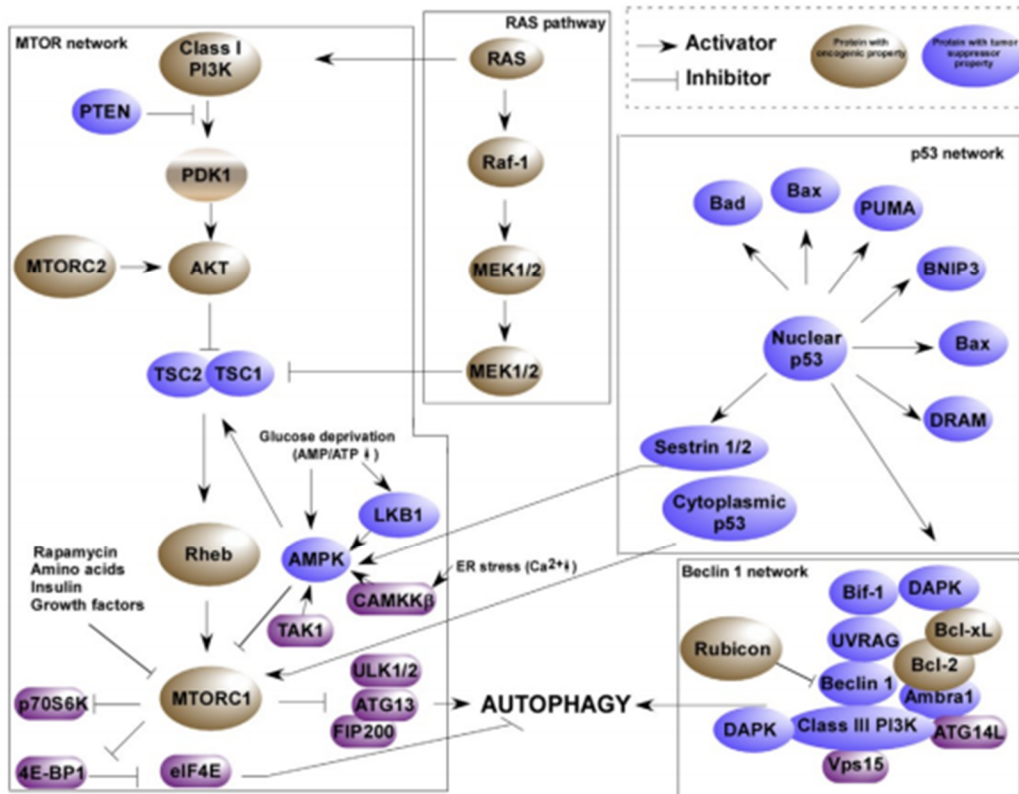 MTOR network
Class I
PI3K
PTEN
PDK1
MTORC2
AKT
TSC2
TSC1
Glucose deprivation
(AMP/ATP
LKB1
Rheb
AMPK
Rapamycin
Amino acids
Insulin
Growth factors
ER stress (Ca2+
CAMKKβ
TAK1
MTORC1
p70S6K
4E-BP1
eIF4E
ULK1/2
ATG13
FIP200
AUTOPHAGY
RAS pathway
RAS
Raf-1
MEK1/2
MEK1/2
Activator
Inhibitor
Protein with
oncogenic property
Protein with tumor
suppressor
property
p53 network
Bad
Bax
PUMA
BNIP3
Nuclear
p53
Bax
DRAM
Sestrin 1/2
Cytoplasmic
p53
Beclin 1 network
Bif-1
DAPK
Rubicon
UVRAG
Bcl-xL
Bcl-2
Beclin 1
Ambra1
DAPK
Class III PI3K
ATG14L
Vps15